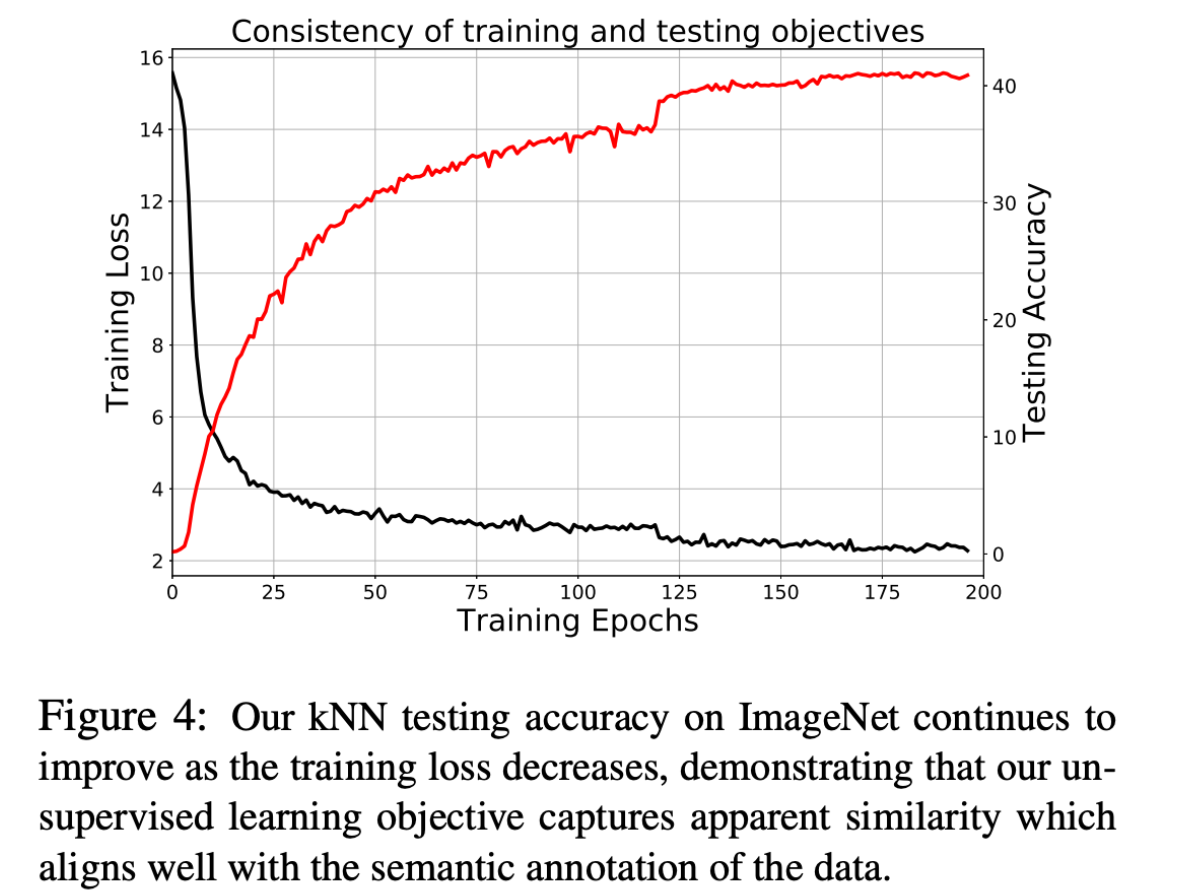 Consistency of training and testing objectives
16
14
12
10
8
6
4
2
Training Loss
40
30
20
10
0
Testing Accuracy
0 25 50 75 100 125 150 175 200
Training Epochs
Figure 4: Our kNN testing accuracy on ImageNet continues to
improve as the training loss decreases, demonstrating that our un-
supervised learning objective captures apparent similarity which
aligns well with the semantic annotation of the data.